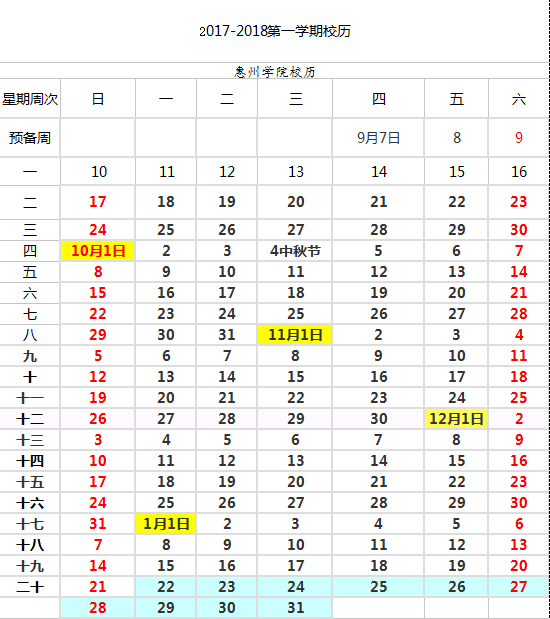 2017-2018第一学期校历
惠州学院校历
星期周次 日 一 二 三 四 五 六
预备周 9月7日 8 9
一 10 11 12 13 14 15 16
二 17 18 19 20 21 22 23
三 24 25 26 27 28 29 30
四 10月1日 2 3 4中秋节 5 6 7
五 8 9 10 11 12 13 14
六 15 16 17 18 19 20 21
七 22 23 24 25 26 27 28
八 29 30 31 11月1日 2 3 4
九 5 6 7 8 9 10 11
十 12 13 14 15 16 17 18
十一 19 20 21 22 23 24 25
十二 26 27 28 29 30 12月1日 2
十三 3 4 5 6 7 8 9
十四 10 11 12 13 14 15 16
十五 17 18 19 20 21 22 23
十六 24 25 26 27 28 29 30
十七 31 1月1日 2 3 4 5 6
十八 7 8 9 10 11 12 13
十九 14 15 16 17 18 19 20
二十 21 22 23 24 25 26 27
28 29 30 31